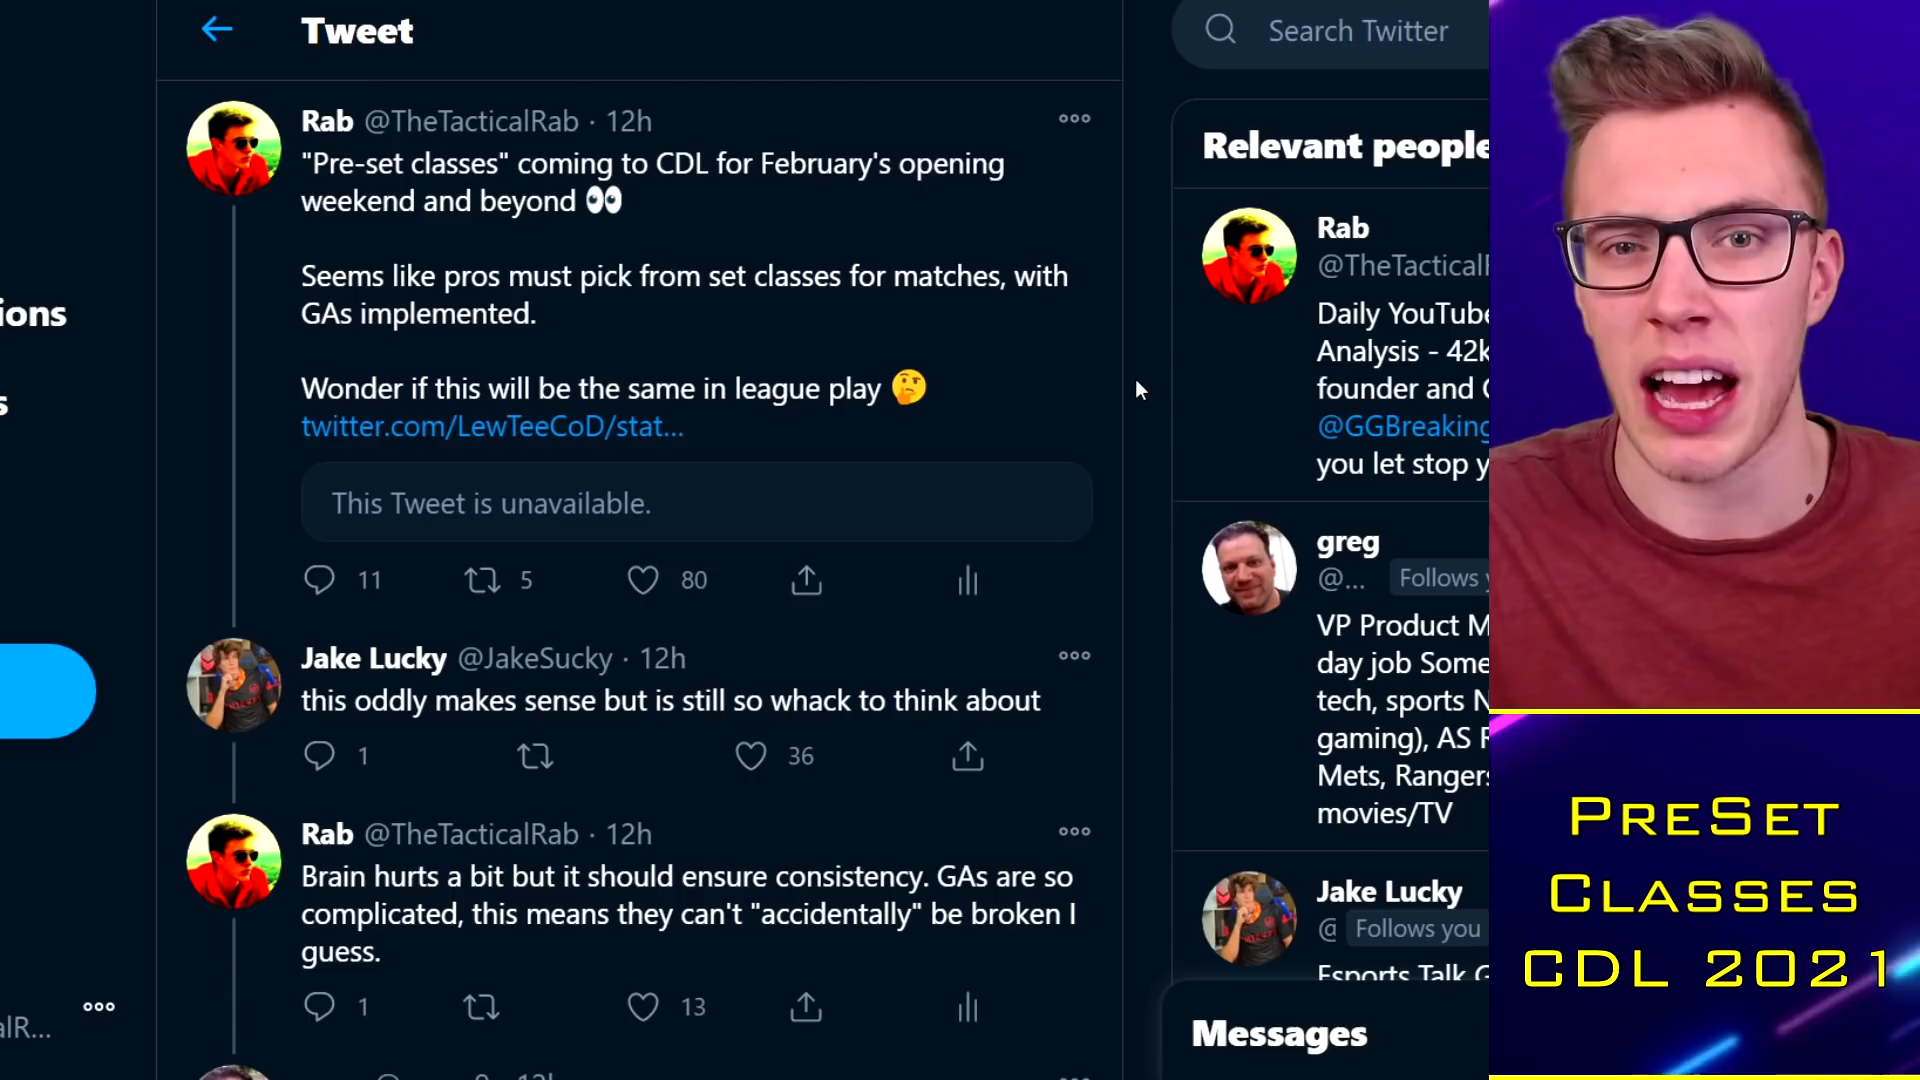 Tweet
Rab @TheTacticalRab · 12h
"Pre-set classes" coming to CDL for February's opening
weekend and beyond 👀
Seems like pros must pick from set classes for matches, with
GAs implemented.
Wonder if this will be the same in league play 🤔
twitter.com/LewTeeCoD/stat...
This Tweet is unavailable.
11 5 80
Jake Lucky @JakeSucky · 12h
this oddly makes sense but is still so whack to think about
1 36
Rab @TheTacticalRab · 12h
Brain hurts a bit but it should ensure consistency. GAs are so
complicated, this means they can't "accidentally" be broken I
guess.
1 13
ions
s
alR...
Search Twitter
Relevant people
Rab
@TheTactical
Daily YouTube
Analysis - 42k
founder and
@GGBreaking
you let stop y
greg
@... Follows
VP Product M
day job Some
tech, sports N
gaming), AS
Mets, Rangers
movies/TV
Jake Lucky
@ Follows you
Esports Talk
Messages
PreSet
Classes
CDL 2021